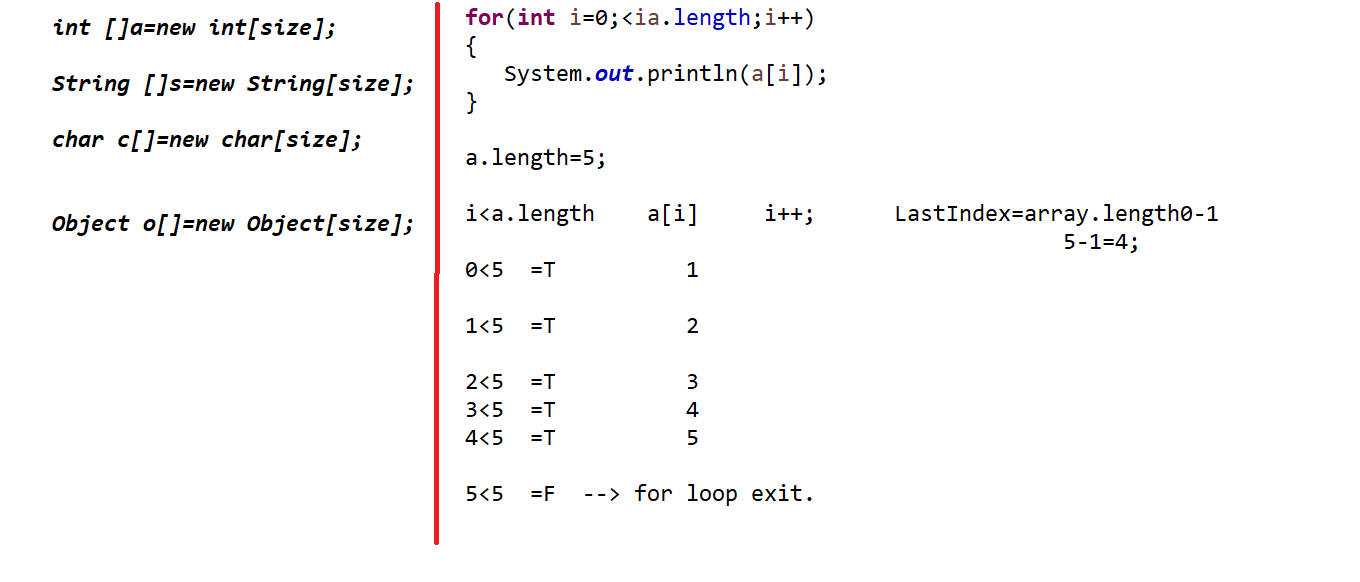 int []a=new int[size];
String []s=new String[size];
char c[]=new char[size];
Object o[]=new Object[size];
for(int i=0;<ia.length;i++)
{
System.out.println(a[i]);
}
a.length=5;
i<a.length a[i] i++; LastIndex=array.length0-1
5-1=4;
0<5 =T 1
1<5 =T 2
2<5 =T 3
3<5 =T 4
4<5 =T 5
5<5 =F --> for loop exit.